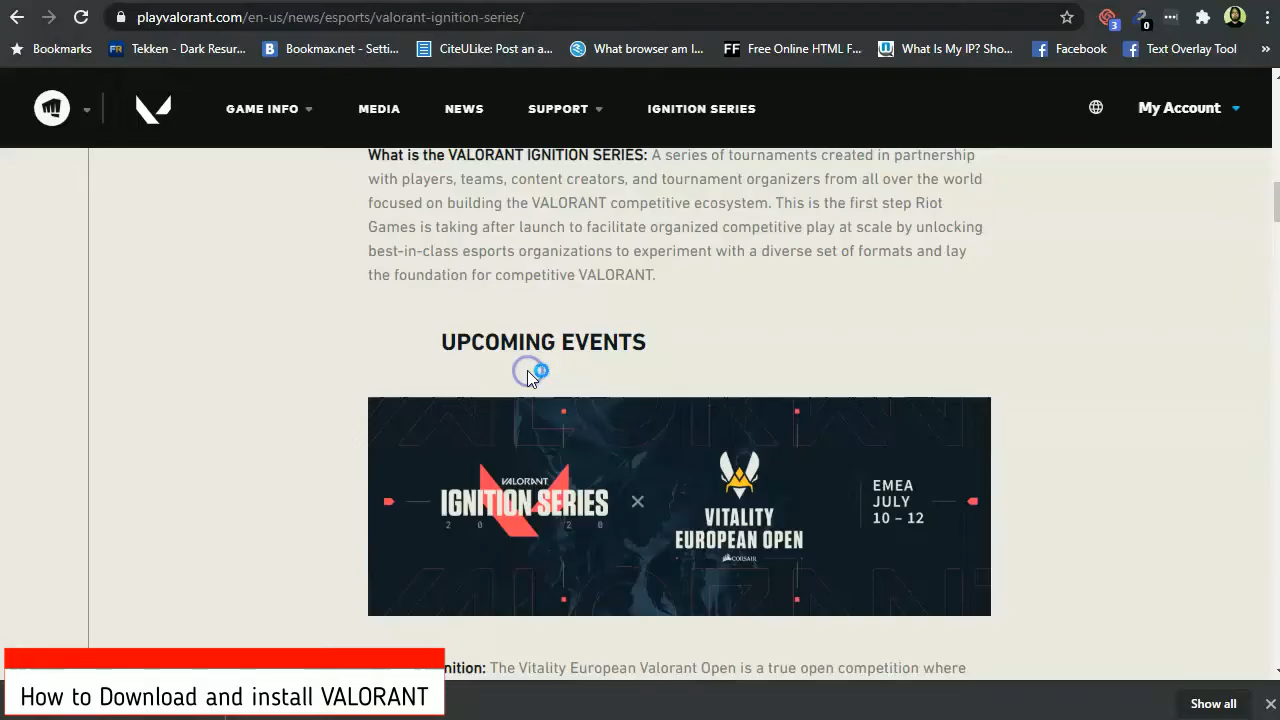 playvalorant.com/en-us/news/esports/valorant-ignition-series/
3
0
Bookmarks
Tekken - Dark Resur...
Bookmax.net - Setti...
CiteULike: Post an a...
What browser am I...
FF Free Online HTML F...
What Is My IP? Sho...
Facebook
Text Overlay Tool
»
GAME INFO
MEDIA
NEWS
SUPPORT
IGNITION SERIES
My Account
What is the VALORANT IGNITION SERIES: A series of tournaments created in partnership
with players, teams, content creators, and tournament organizers from all over the world
focused on building the VALORANT competitive ecosystem. This is the first step Riot
Games is taking after launch to facilitate organized competitive play at scale by unlocking
best-in-class esports organizations to experiment with a diverse set of formats and lay
the foundation for competitive VALORANT.
UPCOMING EVENTS
VALORANT
IGNITION SERIES
2020
×
VITALITY
EUROPEAN OPEN
CORSAIR
EMEA
JULY
10 - 12
nition: The Vitality European Valorant Open is a true open competition where
How to Download and install VALORANT
Show all